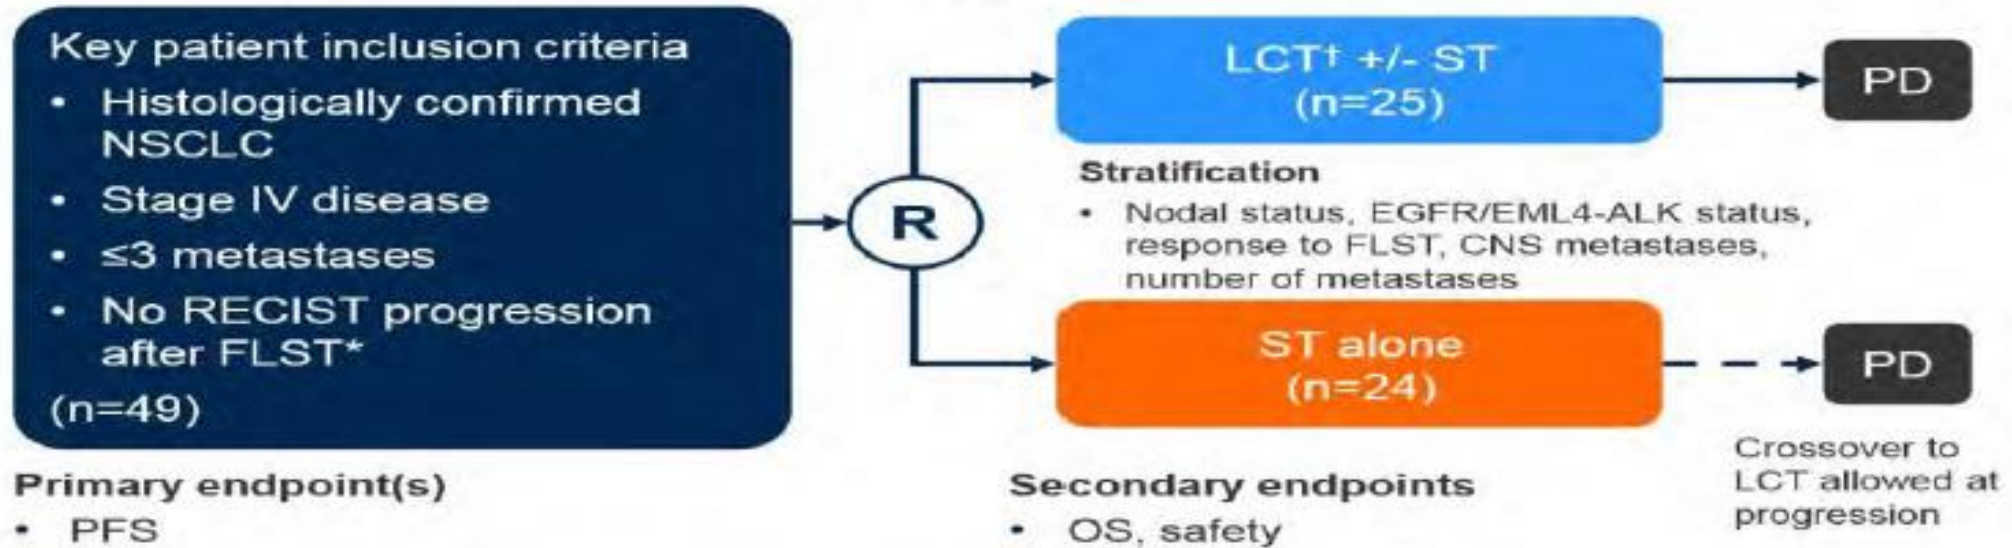 Key patient inclusion criteria
• Histologically confirmed
NSCLC
• Stage IV disease
• ≤3 metastases
• No RECIST progression
after FLST*
(n=49)
Primary endpoint(s)
• PFS
R
LCT† +/- ST
(n=25)
PD
Stratification
• Nodal status, EGFR/EML4-ALK status,
response to FLST, CNS metastases,
number of metastases
ST alone
(n=24)
PD
Crossover to
LCT allowed at
progression
Secondary endpoints
• OS, safety